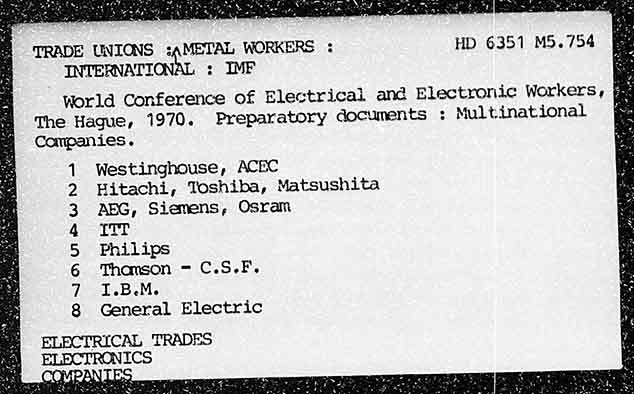 TRADE UNIONS :^METAL WORKERS : HD 6351 M5.754
INTERNATIONAL : IMF
World Conference of Electrical and Electronic Workers,
The Hague, 1970. Preparatory documents : Multinational
Companies.
1 Westinghouse, ACEC
2 Hitachi, Toshiba, Matsushita
3 AEG, Siemens, Osram
4 ITT
5 Philips
6 Thomson - C.S.F.
7 I.B.M.
8 General Electric
ELECTRICAL TRADES
ELECTRONICS
COMPANIES